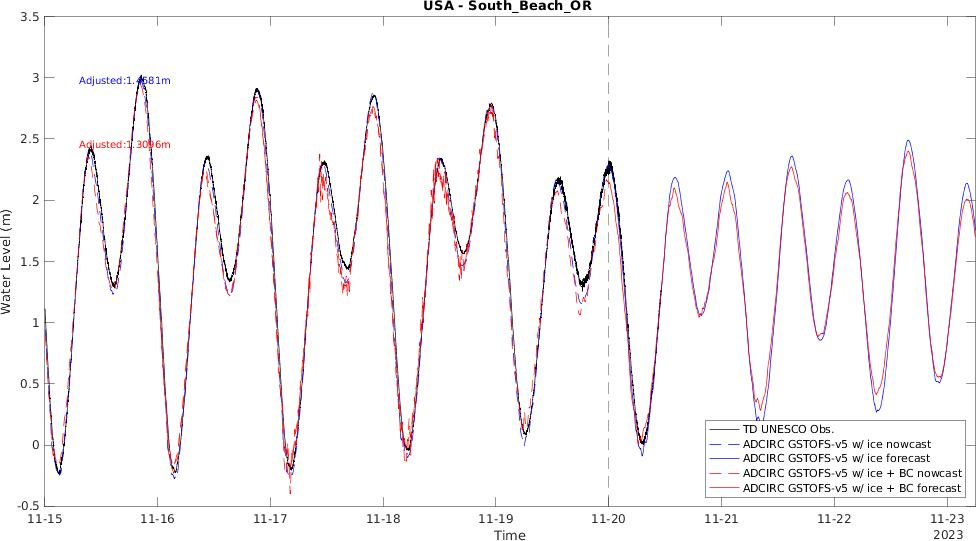 USA - South_Beach_OR
3.5
3
2.5
2
1.5
1
0.5
0
-0.5
Water Level (m)
Adjusted:1.4681m
Adjusted:1.3096m
TD UNESCO Obs.
ADCIRC GSTOFS-v5 w/ ice nowcast
ADCIRC GSTOFS-v5 w/ ice forecast
ADCIRC GSTOFS-v5 w/ ice + BC nowcast
ADCIRC GSTOFS-v5 w/ ice + BC forecast
11-15 11-16 11-17 11-18 11-19 11-20 11-21 11-22 11-23
Time 2023